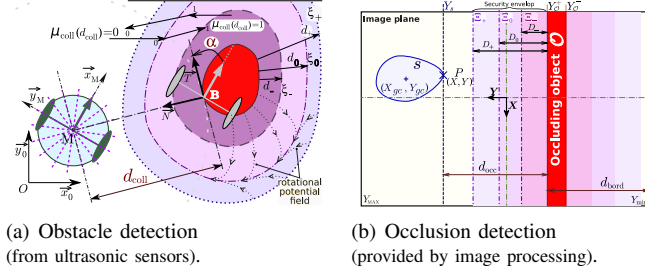 μcoll(dcoll)=0
μcoll(dcoll)=1
ξ+
ξ0
ξ-
d+
d0
d-
α
T
B
N
xM
yM
M
y0
O
x0
dcoll
rotational
potential
field
(a) Obstacle detection
(from ultrasonic sensors).
Image plane
Ys
Security envelop
D-
D0
D+
S
P
(X,Y)
(Xgc, Ygc)
Y
X
Occluding object O
docc
dbord
YMAX
Ymin
(b) Occlusion detection
(provided by image processing).